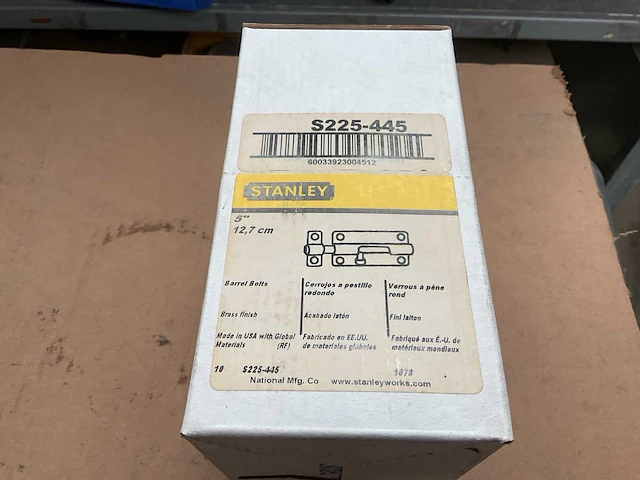 S225-445
60033923004512
STANLEY
5"
12,7 cm
Barrel Bolts
Cerrojos a pestillo redondo
Verrous à pêne rond
Brass finish
Acabado latón
Fini laiton
Made in USA with Global Materials (RF)
Fabricado en EE.UU. de materiales globales
Fabriqué aux É.-U. de matériaux mondiaux
10 S225-445 1078
National Mfg. Co www.stanleyworks.com